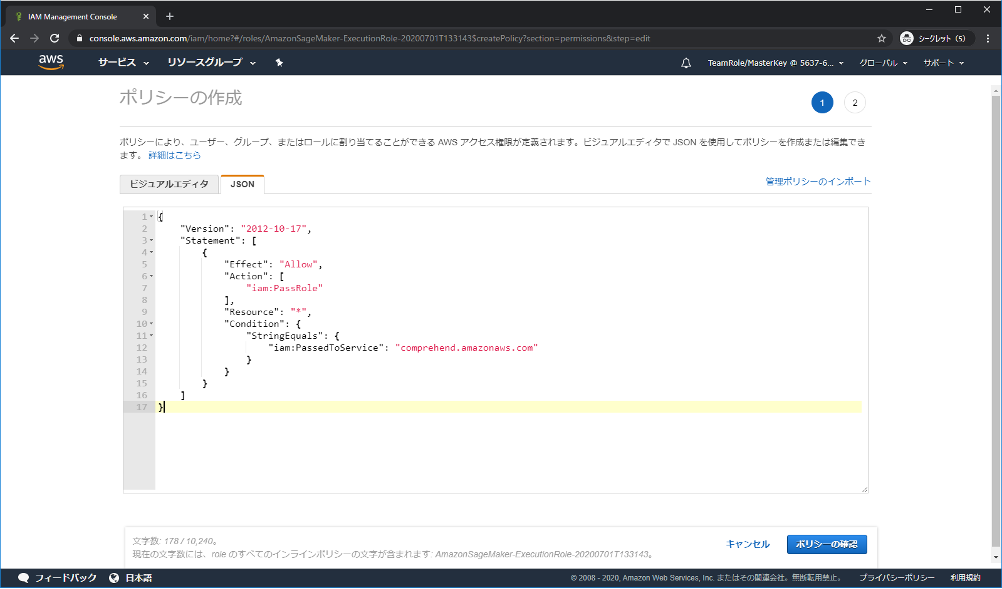 IAM Management Console
console.aws.amazon.com/iam/home?#/roles/AmazonSageMaker-ExecutionRole-20200701T133143$createPolicy?section=permissions&step=edit
シークレット (5)
aws
サービス
リソースグループ
TeamRole/MasterKey @ 5637-6...
グローバル
サポート
ポリシーの作成
1
2
ポリシーにより、ユーザー、グループ、またはロールに割り当てることができる AWS アクセス権限が定義されます。ビジュアルエディタで JSON を使用してポリシーを作成または編集でき
ます。 詳細はこちら
ビジュアルエディタ
JSON
管理ポリシーのインポート
1 {
2 "Version": "2012-10-17",
3 "Statement": [
4 {
5 "Effect": "Allow",
6 "Action": [
7 "iam:PassRole"
8 ],
9 "Resource": "*",
10 "Condition": {
11 "StringEquals": {
12 "iam:PassedToService": "comprehend.amazonaws.com"
13 }
14 }
15 }
16 ]
17 }
文字数: 178 / 10,240。
現在の文字数には、role のすべてのインラインポリシーの文字が含まれます: AmazonSageMaker-ExecutionRole-20200701T133143。
キャンセル
ポリシーの確認
フィードバック
日本語
© 2008 - 2020, Amazon Web Services, Inc. またはその関連会社。無断転用禁止。
プライバシーポリシー
利用規約